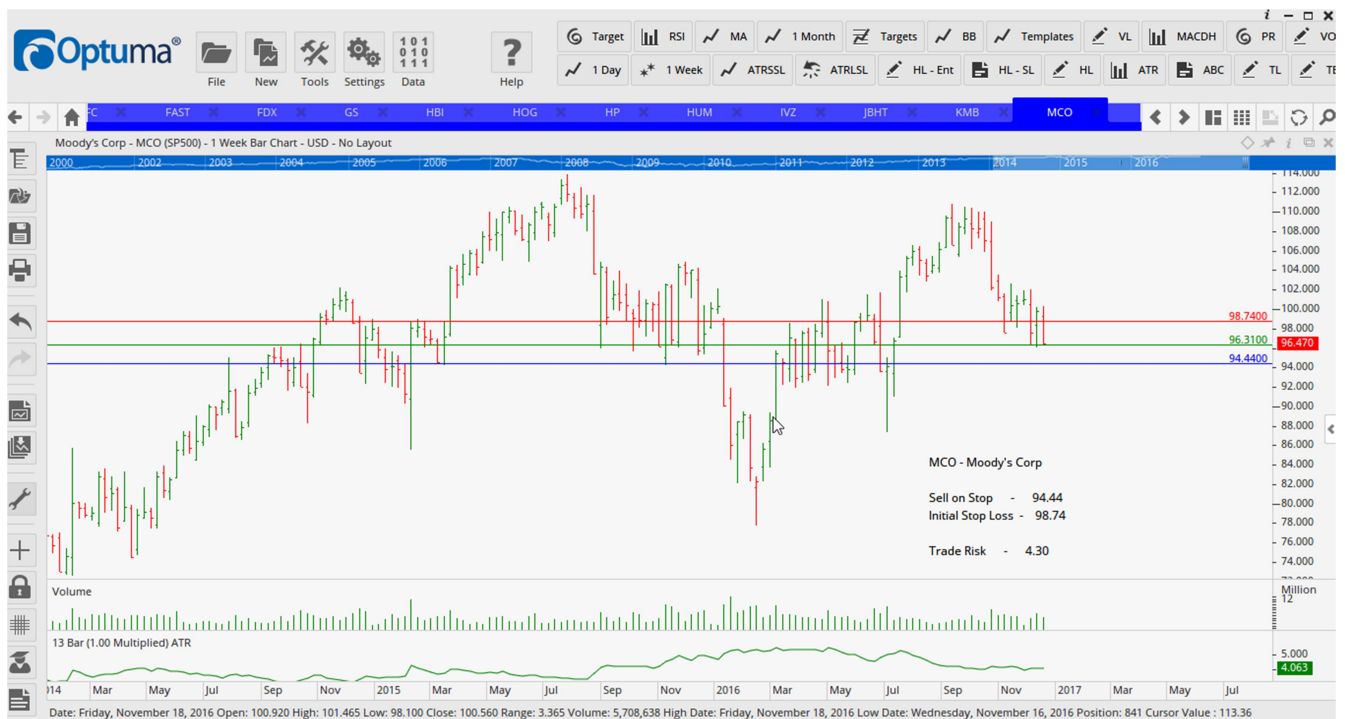 Optuma®
File
New
Tools
Settings
Data
Help
Target
RSI
MA
1 Month
Targets
BB
Templates
VL
MACDH
PR
VO
1 Day
1 Week
ATRSSL
ATRLSL
HL - Ent
HL - SL
HL
ATR
ABC
TL
FC
FAST
FDX
GS
HBI
HOG
HP
HUM
IVZ
JBHT
KMB
MCO
Moody's Corp - MCO (SP500) - 1 Week Bar Chart - USD - No Layout
2000 2002 2003 2004 2005 2006 2007 2008 2009 2010 2011 2012 2013 2014 2015 2016
114.000
112.000
110.000
108.000
106.000
104.000
102.000
100.000
98.7400
98.000
96.3100
96.470
94.4400
94.000
92.000
90.000
88.000
86.000
84.000
82.000
80.000
78.000
76.000
74.000
MCO - Moody's Corp
Sell on Stop - 94.44
Initial Stop Loss - 98.74
Trade Risk - 4.30
Volume
Million
12
13 Bar (1.00 Multiplied) ATR
5.000
4.063
14 Mar May Jul Sep Nov 2015 Mar May Jul Sep Nov 2016 Mar May Jul Sep Nov 2017 Mar May Jul
Date: Friday, November 18, 2016 Open: 100.920 High: 101.465 Low: 98.100 Close: 100.560 Range: 3.365 Volume: 5,708,638 High Date: Friday, November 18, 2016 Low Date: Wednesday, November 16, 2016 Position: 841 Cursor Value : 113.36